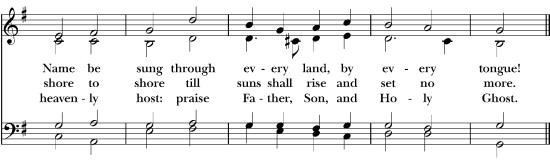 Name be sung through ev - ery land, by ev - ery tongue!
shore to shore till suns shall rise and set no more.
heaven - ly host: praise Fa - ther, Son, and Ho - ly Ghost.